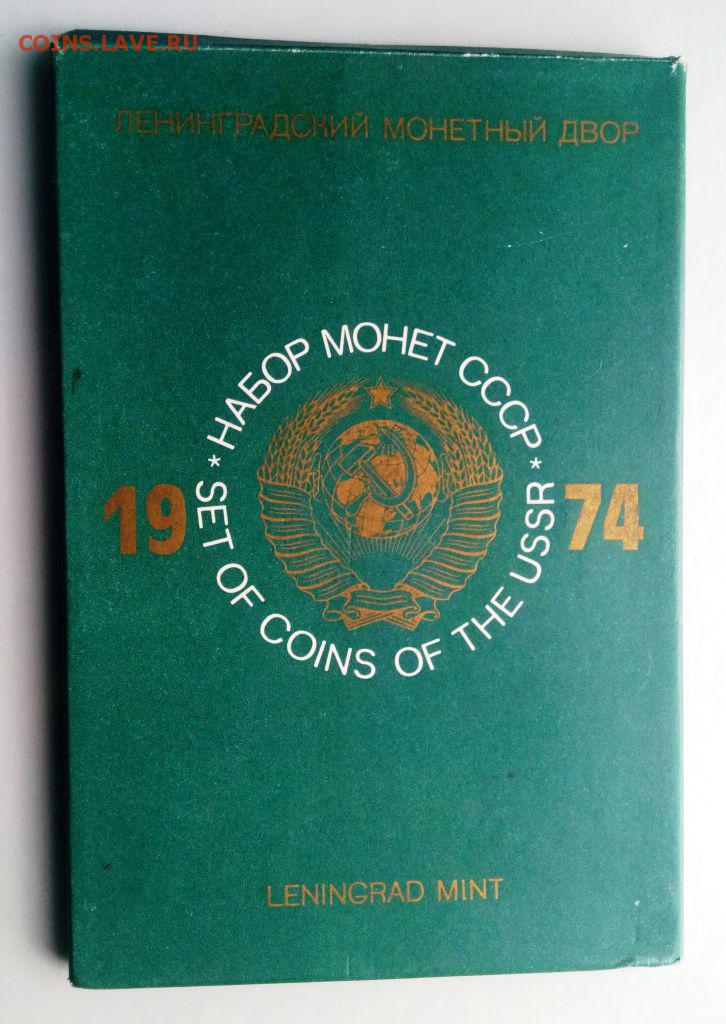 COINS.LAVE.RU
ЛЕНИНГРАДСКИЙ МОНЕТНЫЙ ДВОР
* НАБОР МОНЕТ СССР *
19 74
SET OF COINS OF THE USSR
LENINGRAD MINT